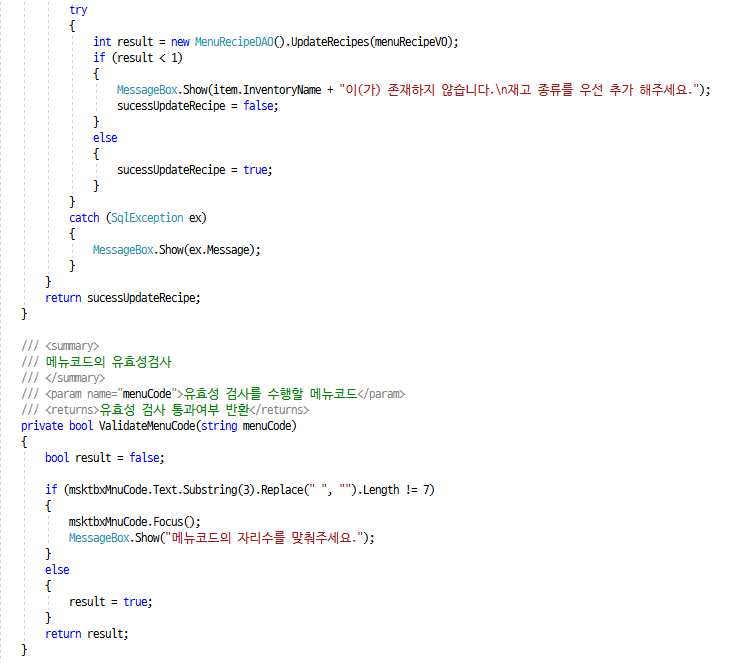 try
{
int result = new MenuRecipeDAO().UpdateRecipes(menuRecipeVO);
if (result < 1)
{
MessageBox.Show(item.InventoryName + "이(가) 존재하지 않습니다.\n재고 종류를 우선 추가 해주세요.");
sucessUpdateRecipe = false;
}
else
{
sucessUpdateRecipe = true;
}
}
catch (SqlException ex)
{
MessageBox.Show(ex.Message);
}
}
return sucessUpdateRecipe;
}
/// <summary>
/// 메뉴코드의 유효성검사
/// </summary>
/// <param name="menuCode">유효성 검사를 수행할 메뉴코드</param>
/// <returns>유효성 검사 통과여부 반환</returns>
private bool ValidateMenuCode(string menuCode)
{
bool result = false;
if (msktbxMnuCode.Text.Substring(3).Replace(" ", "").Length != 7)
{
msktbxMnuCode.Focus();
MessageBox.Show("메뉴코드의 자리수를 맞춰주세요.");
}
else
{
result = true;
}
return result;
}